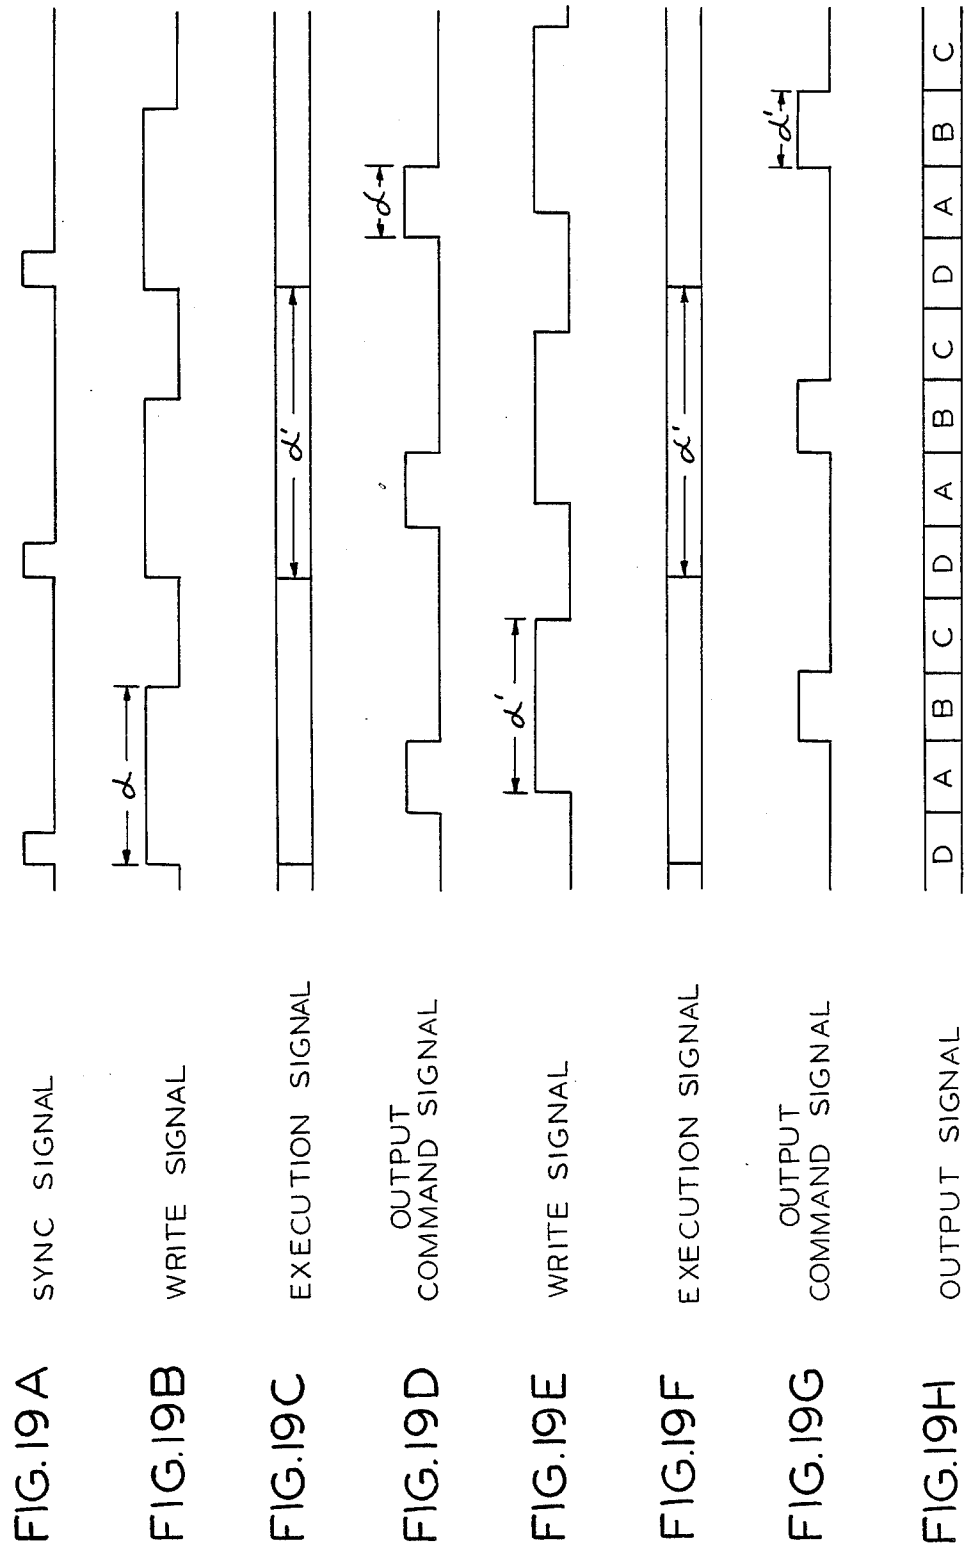 FIG.19A SYNC SIGNAL
FIG.19B WRITE SIGNAL
α
FIG.19C EXECUTION SIGNAL
α'
FIG.19D OUTPUT
COMMAND SIGNAL
α
FIG.19E WRITE SIGNAL
α'
FIG.19F EXECUTION SIGNAL
α'
FIG.19G OUTPUT
COMMAND SIGNAL
α'
FIG.19H OUTPUT SIGNAL
D A B C D A B C D A B C